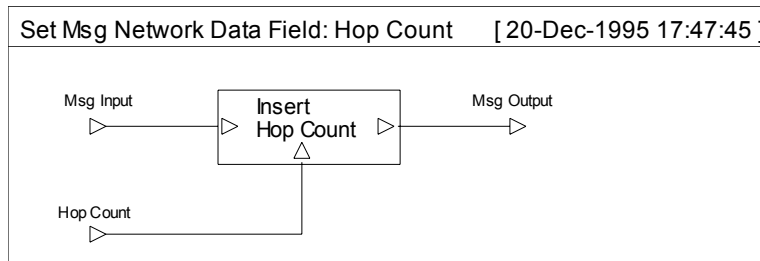 Set Msg Network Data Field: Hop Count [ 20-Dec-1995 17:47:45 ]
Msg Input
Insert
Hop Count
Msg Output
Hop Count